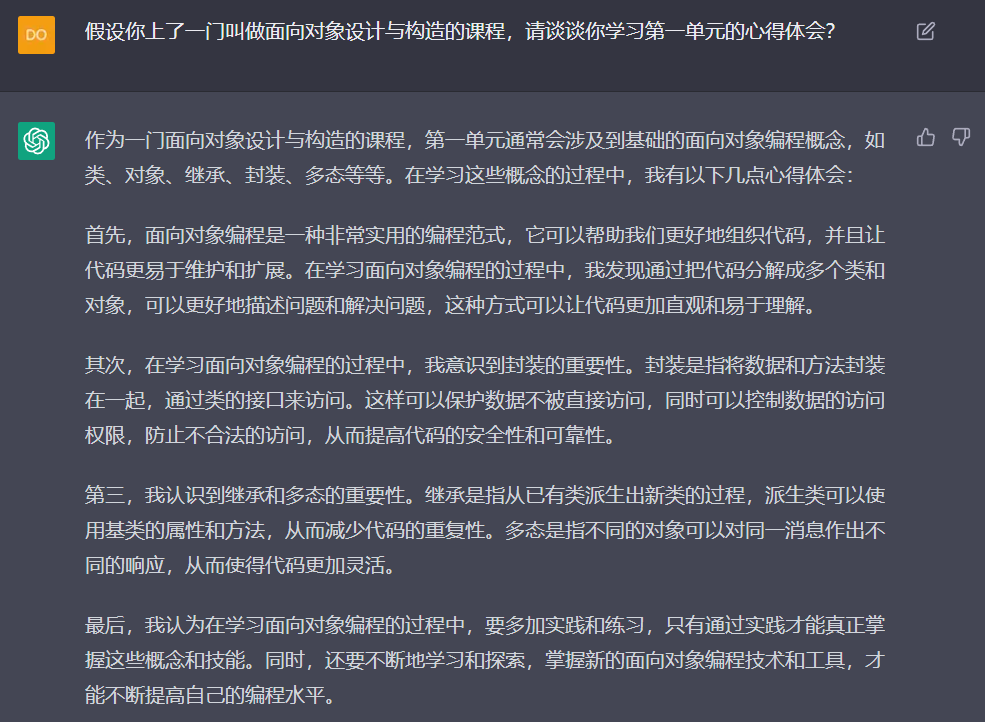 DO
假设你上了一门叫做面向对象设计与构造的课程，请谈谈你学习第一单元的心得体会？
作为一门面向对象设计与构造的课程，第一单元通常会涉及到基础的面向对象编程概念，如
类、对象、继承、封装、多态等等。在学习这些概念的过程中，我有以下几点心得体会：
首先，面向对象编程是一种非常实用的编程范式，它可以帮助我们更好地组织代码，并且让
代码更易于维护和扩展。在学习面向对象编程的过程中，我发现通过把代码分解成多个类和
对象，可以更好地描述问题和解决问题，这种方式可以让代码更加直观和易于理解。
其次，在学习面向对象编程的过程中，我意识到封装的重要性。封装是指将数据和方法封装
在一起，通过类的接口来访问。这样可以保护数据不被直接访问，同时可以控制数据的访问
权限，防止不合法的访问，从而提高代码的安全性和可靠性。
第三，我认识到继承和多态的重要性。继承是指从已有类派生出新类的过程，派生类可以使
用基类的属性和方法，从而减少代码的重复性。多态是指不同的对象可以对同一消息作出不
同的响应，从而使得代码更加灵活。
最后，我认为在学习面向对象编程的过程中，要多加实践和练习，只有通过实践才能真正掌
握这些概念和技能。同时，还要不断地学习和探索，掌握新的面向对象编程技术和工具，才
能不断提高自己的编程水平。